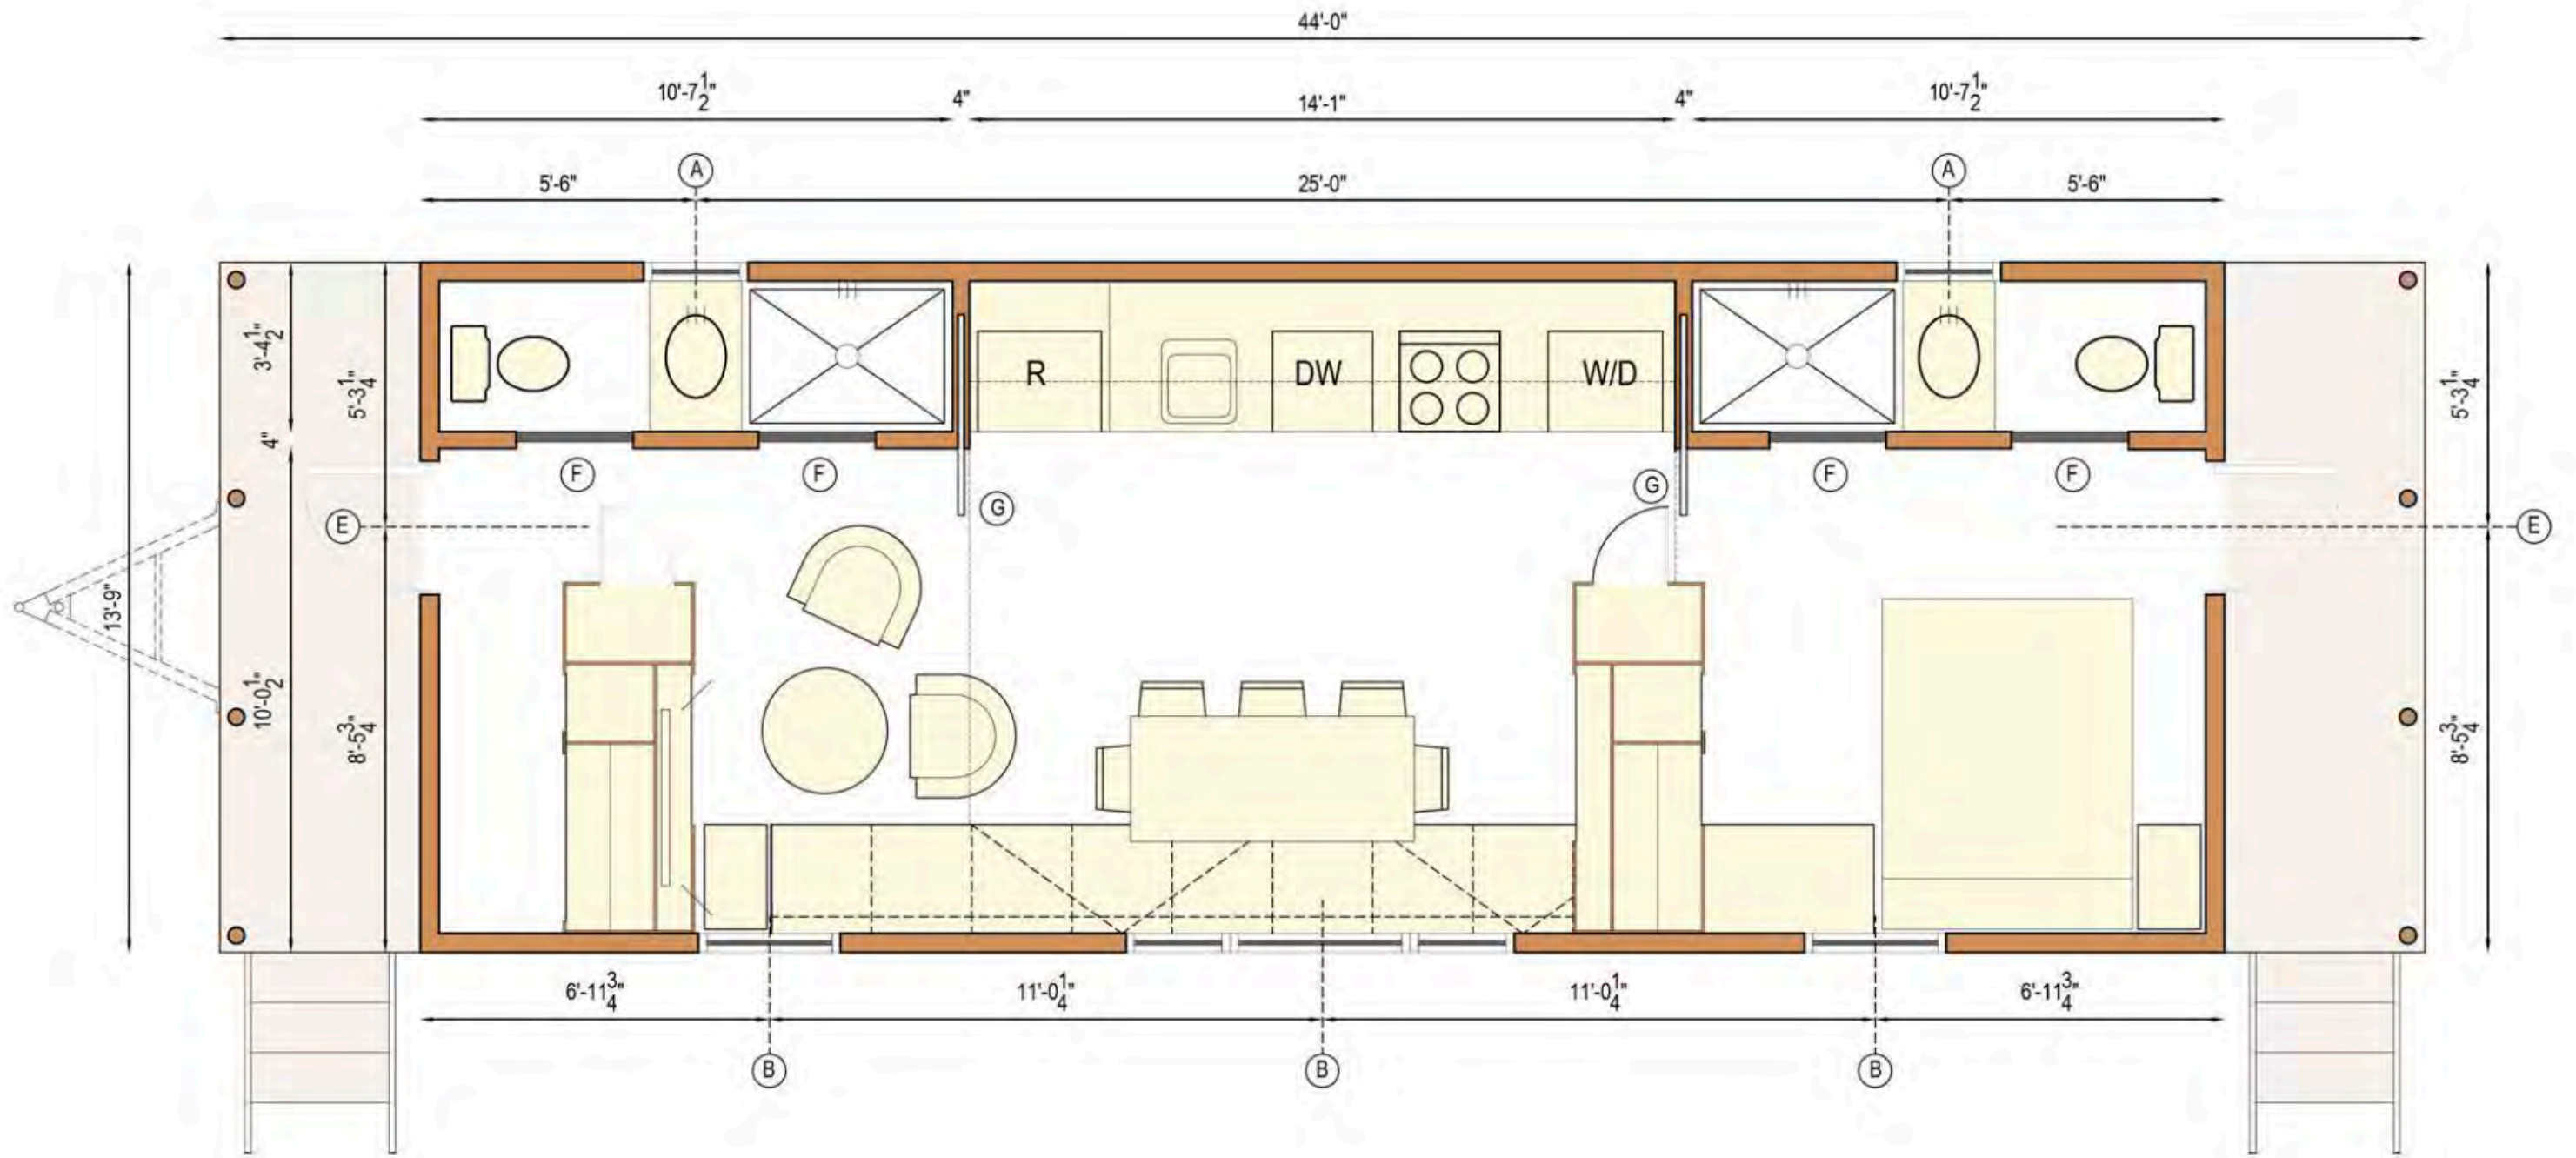 44'-0"
10'-7 1/2" 4" 14'-1" 4" 10'-7 1/2"
A A
5'-6" 25'-0" 5'-6"
3'-4 1/2"
5'-3 1/4"
4"
R DW W/D
5'-3 1/4"
F F G G F F
E E
13'-9"
10'-0 1/2"
8'-5 3/4"
8'-5 3/4"
6'-11 3/4" 11'-0 1/4" 11'-0 1/4" 6'-11 3/4"
B B B